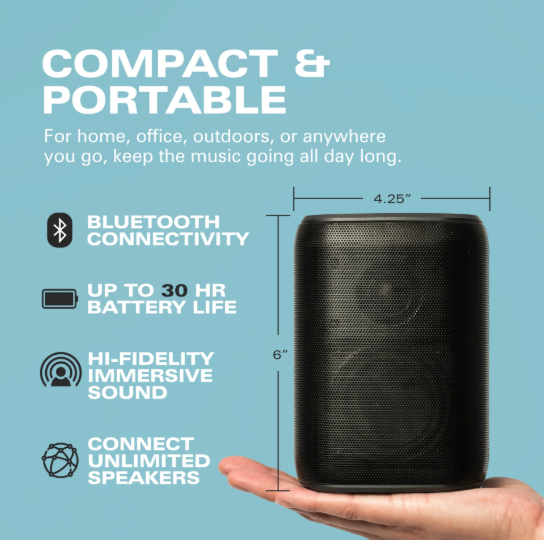 COMPACT &
PORTABLE
For home, office, outdoors, or anywhere
you go, keep the music going all day long.
4.25”
BLUETOOTH
CONNECTIVITY
UP TO 30 HR
BATTERY LIFE
6”
HI-FIDELITY
IMMERSIVE
SOUND
CONNECT
UNLIMITED
SPEAKERS